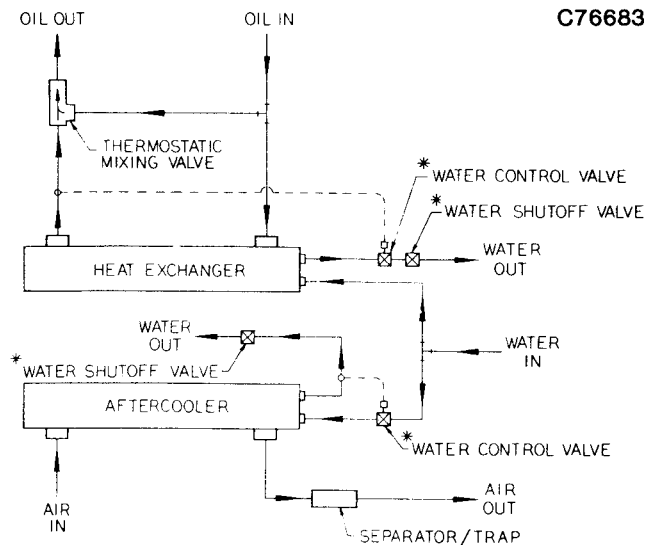 OIL OUT
OIL IN
C76683
THERMOSTATIC
MIXING VALVE
* WATER CONTROL VALVE
* WATER SHUTOFF VALVE
HEAT EXCHANGER
WATER
OUT
WATER
OUT
WATER
IN
* WATER SHUTOFF VALVE
AFTERCOOLER
* WATER CONTROL VALVE
AIR
IN
AIR
OUT
SEPARATOR/TRAP